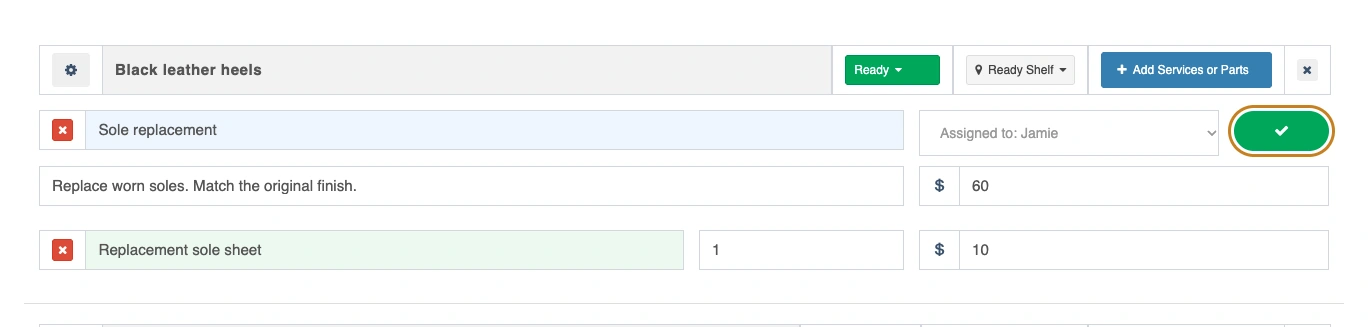 Black leather heels Ready Ready Shelf + Add Services or Parts
Sole replacement Assigned to: Jamie
Replace worn soles. Match the original finish. $ 60
Replacement sole sheet 1 $ 10